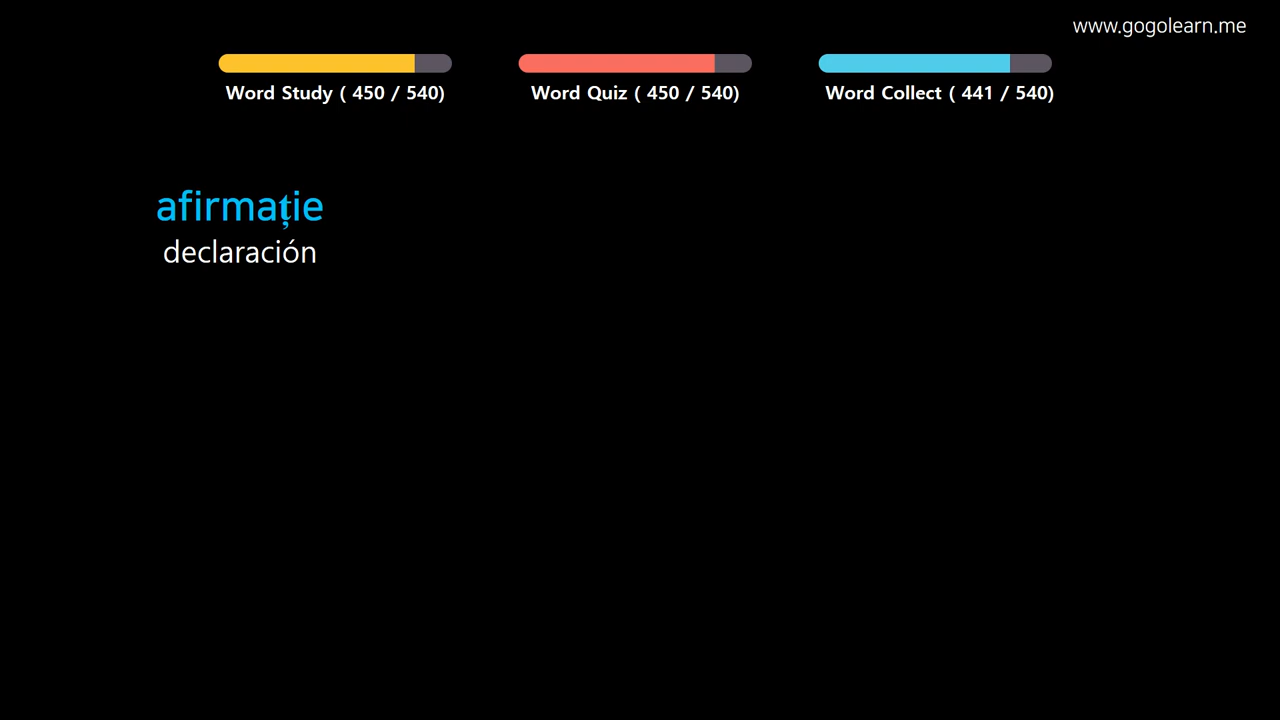 www.gogolearn.me
Word Study ( 450 / 540)
Word Quiz ( 450 / 540)
Word Collect ( 441 / 540)
afirmație
declaración